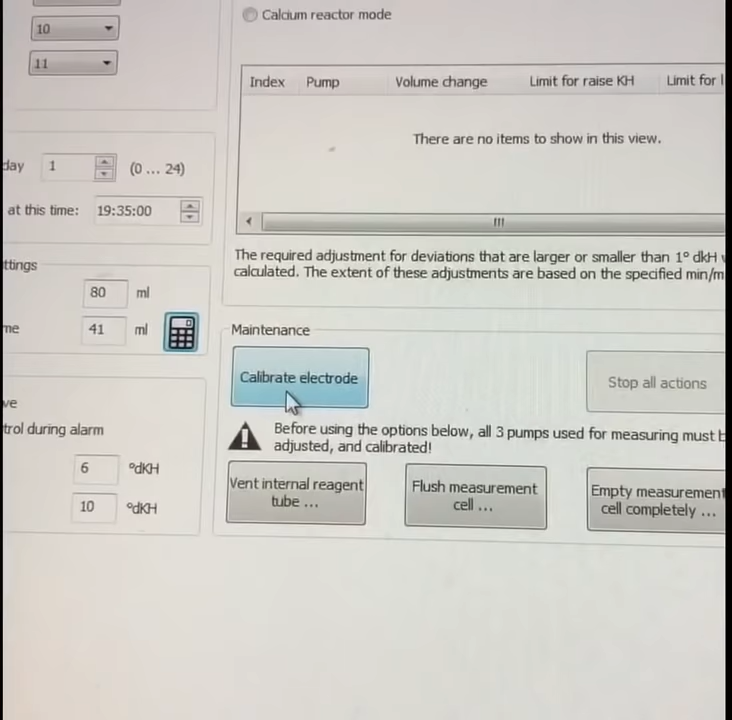 Calcium reactor mode
10
11
Index Pump Volume change Limit for raise KH Limit for
There are no items to show in this view.
day 1 (0 ... 24)
at this time: 19:35:00
The required adjustment for deviations that are larger or smaller than 1° dkH
calculated. The extent of these adjustments are based on the specified min/m
ttings
80 ml
me 41 ml
Maintenance
Calibrate electrode
Stop all actions
ve
trol during alarm
Before using the options below, all 3 pumps used for measuring must b
adjusted, and calibrated!
6 °dKH
10 °dKH
Vent internal reagent
tube ...
Flush measurement
cell ...
Empty measurement
cell completely ...